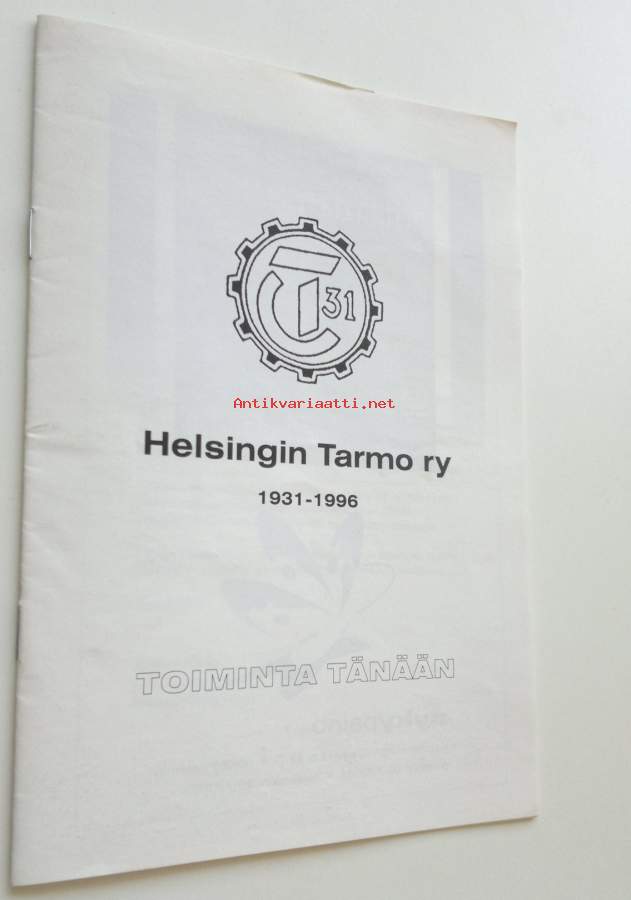 T 31
Antikvariaatti.net
Helsingin Tarmo ry
1931-1996
TOIMINTA TÄNÄÄN